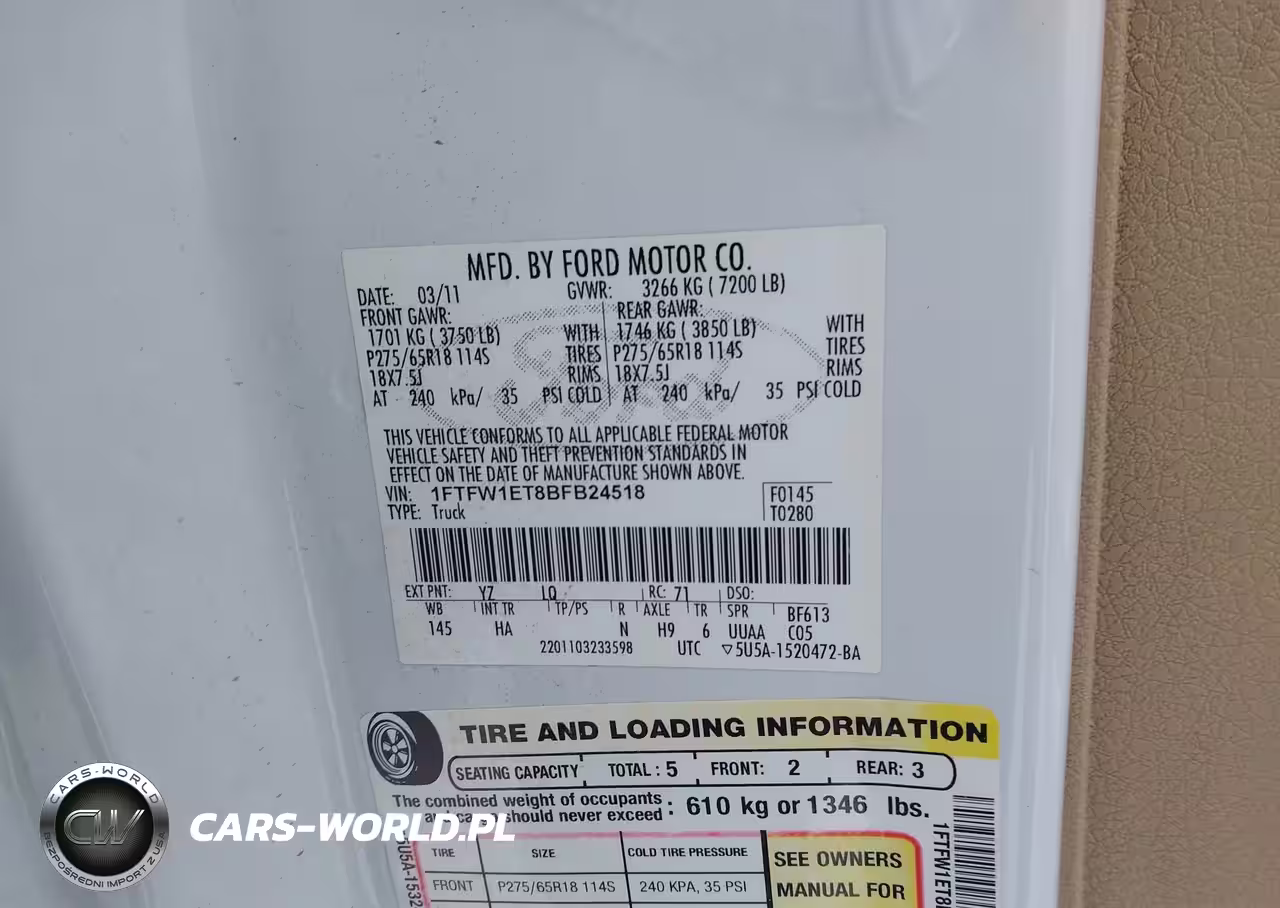 MFD. BY FORD MOTOR CO.
DATE: 03/11 GVWR: 3266 KG ( 7200 LB)
FRONT GAWR: REAR GAWR:
1701 KG ( 3750 LB) WITH 1746 KG ( 3850 LB) WITH
P275/65R18 114S TIRES P275/65R18 114S TIRES
18X7.5J RIMS 18X7.5J RIMS
AT 240 kPa/ 35 PSI COLD AT 240 kPa/ 35 PSI COLD
Ford
THIS VEHICLE CONFORMS TO ALL APPLICABLE FEDERAL MOTOR
VEHICLE SAFETY AND THEFT PREVENTION STANDARDS IN
EFFECT ON THE DATE OF MANUFACTURE SHOWN ABOVE.
VIN: 1FTFW1ET8BFB24518 F0145
TYPE: Truck T0280
EXT PNT: YZ LQ RC: 71 DSO:
WB INT TR TP/PS R AXLE TR SPR BF613
145 HA N H9 6 UUAA C05
2201103233598 UTC ▽5U5A-1520472-BA
TIRE AND LOADING INFORMATION
SEATING CAPACITY TOTAL : 5 FRONT: 2 REAR: 3
The combined weight of occupants
and cargo should never exceed : 610 kg or 1346 lbs.
TIRE SIZE COLD TIRE PRESSURE SEE OWNERS
FRONT P275/65R18 114S 240 KPA, 35 PSI MANUAL FOR
5U5A-1532
1FTFW1ET8
CARS-WORLD
CW
BEZPOŚREDNI IMPORT Z USA
CARS-WORLD.PL